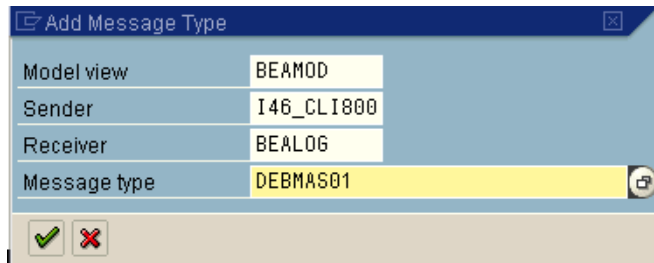 Add Message Type
Model view BEAMOD
Sender I46_CLI800
Receiver BEALOG
Message type DEBMAS01